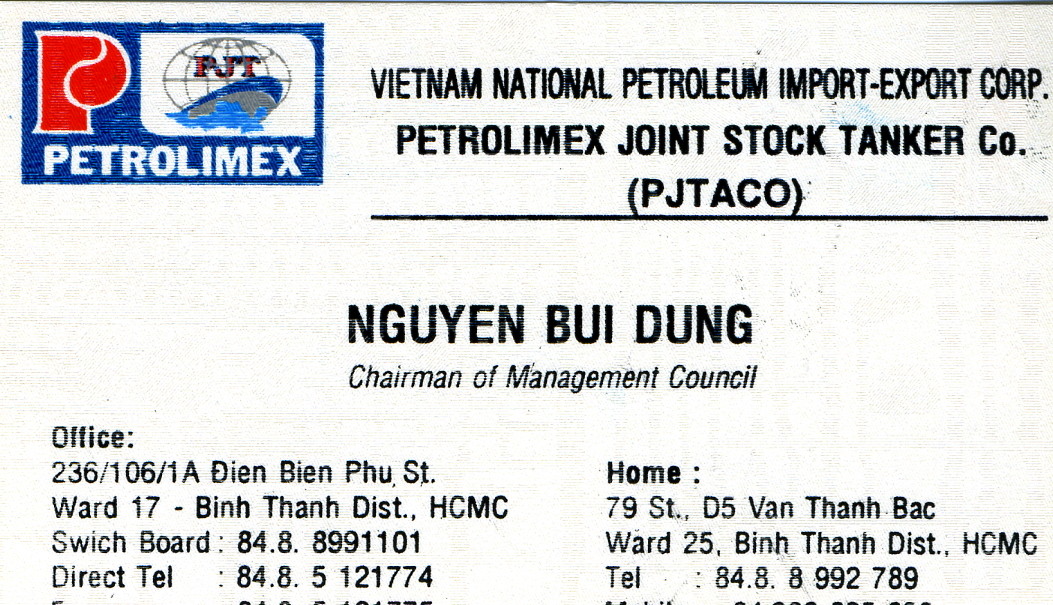 PJT
PETROLIMEX
VIETNAM NATIONAL PETROLEUM IMPORT-EXPORT CORP.
PETROLIMEX JOINT STOCK TANKER Co.
(PJTACO)
NGUYEN BUI DUNG
Chairman of Management Council
Office:
236/106/1A Đien Bien Phu St.
Ward 17 - Binh Thanh Dist., HCMC
Swich Board : 84.8. 8991101
Direct Tel : 84.8. 5 121774
Home :
79 St., D5 Van Thanh Bac
Ward 25, Binh Thanh Dist., HCMC
Tel : 84.8. 8 992 789